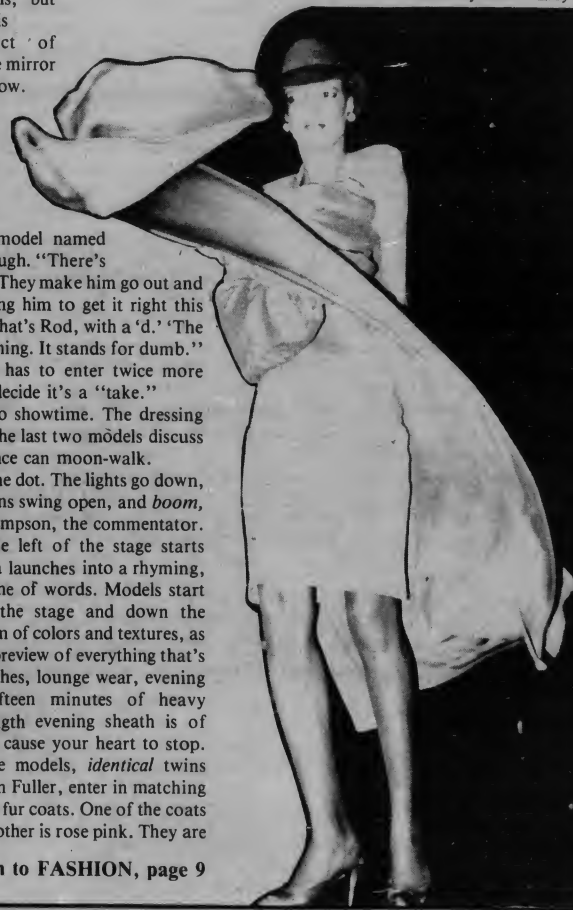 but
s
ct of
e mirror
ow.
model named
ugh. "There's
They make him go out and
ng him to get it right this
hat's Rod, with a 'd.' 'The
ning. It stands for dumb."
has to enter twice more
decide it's a "take."
o showtime. The dressing
he last two models discuss
ce can moon-walk.
ne dot. The lights go down,
ns swing open, and boom,
mpson, the commentator.
e left of the stage starts
n launches into a rhyming,
ne of words. Models start
the stage and down the
n of colors and textures, as
preview of everything that's
hes, lounge wear, evening
ifteen minutes of heavy
gth evening sheath is of
cause your heart to stop.
e models, identical twins
n Fuller, enter in matching
fur coats. One of the coats
other is rose pink. They are
n to FASHION, page 9